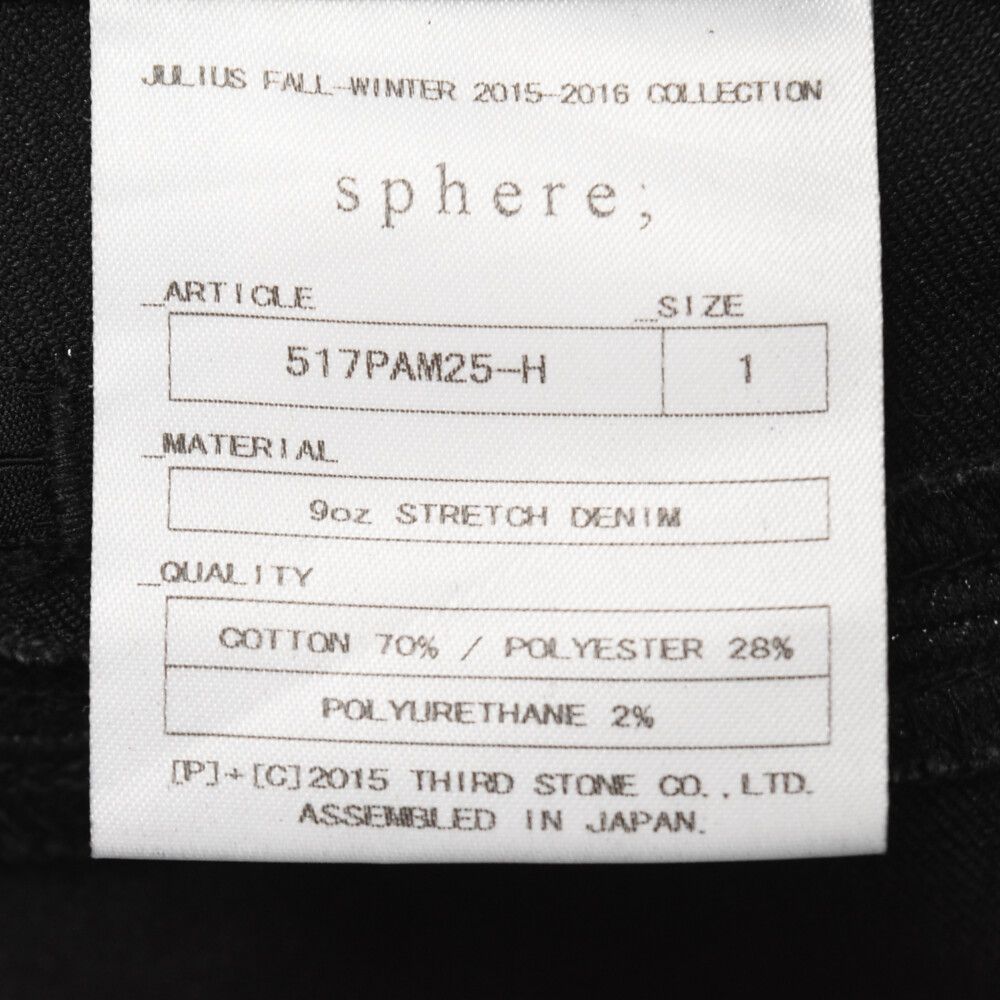 JULIUS FALL-WINTER 2015-2016 COLLECTION
sphere;
_ARTICLE
_SIZE
517PAM25-H
1
_MATERIAL
9oz STRETCH DENIM
_QUALITY
COTTON 70% / POLYESTER 28%
POLYURETHANE 2%
[P]+[C]2015 THIRD STONE CO.,LTD.
ASSEMBLED IN JAPAN.